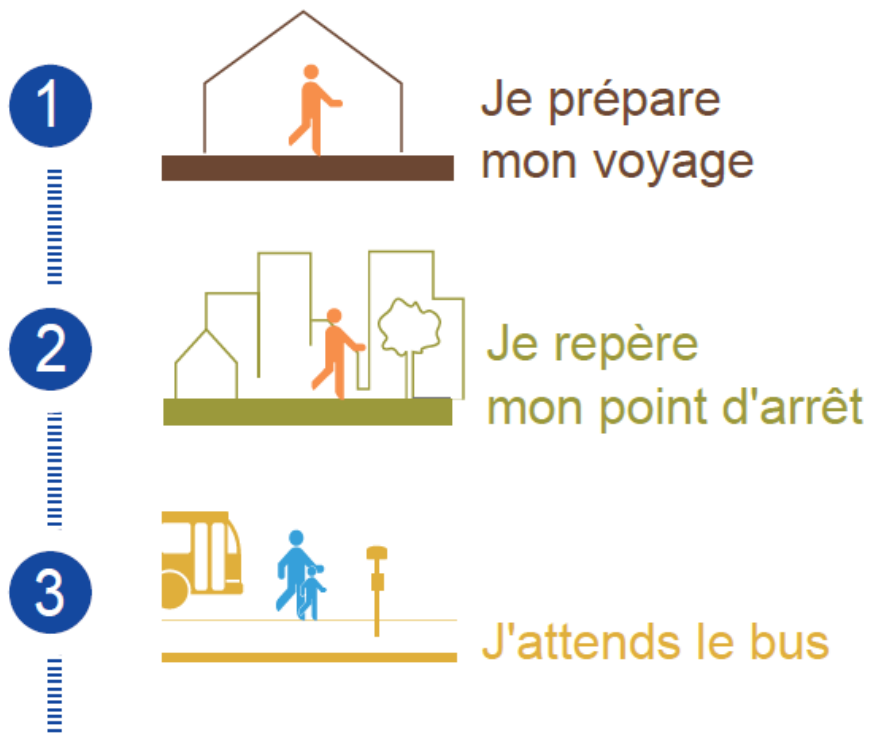 1
Je prépare
mon voyage
2
Je repère
mon point d'arrêt
3
J'attends le bus